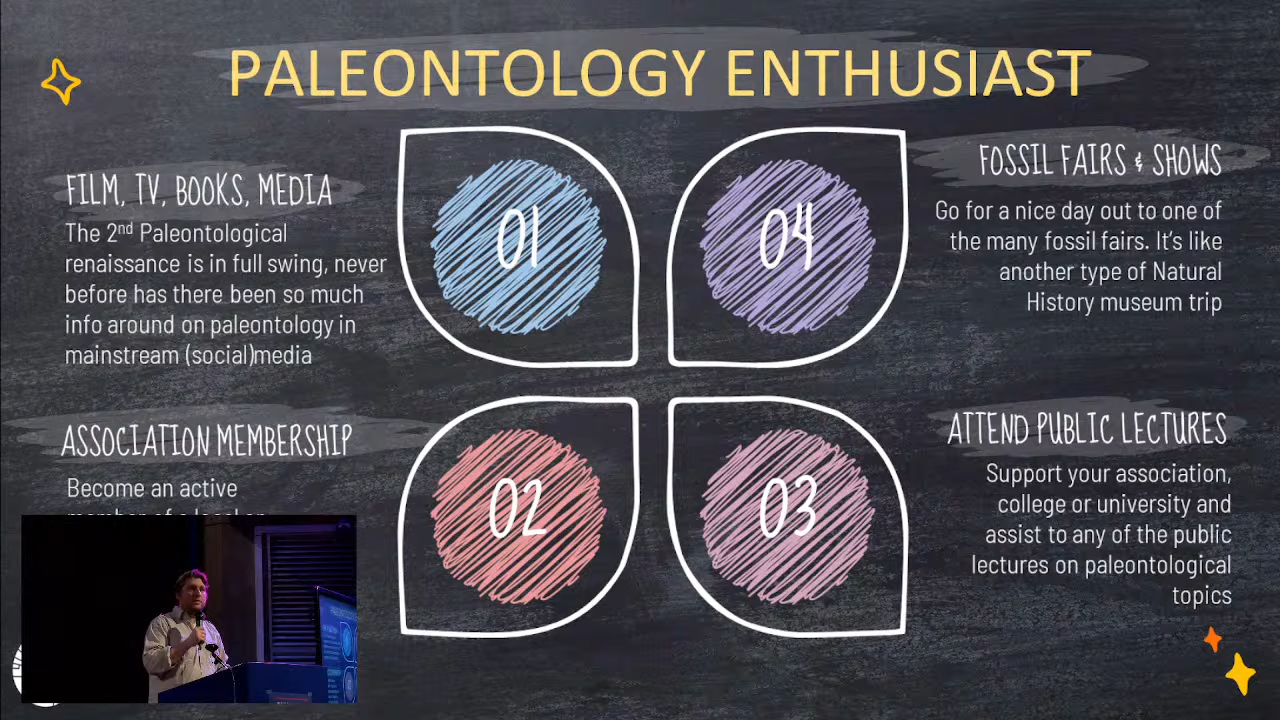 PALEONTOLOGY ENTHUSIAST
FILM, TV, BOOKS, MEDIA
The 2nd Paleontological
renaissance is in full swing, never
before has there been so much
info around on paleontology in
mainstream (social)media
01
04
FOSSIL FAIRS & SHOWS
Go for a nice day out to one of
the many fossil fairs. It's like
another type of Natural
History museum trip
ASSOCIATION MEMBERSHIP
Become an active
02
03
ATTEND PUBLIC LECTURES
Support your association,
college or university and
assist to any of the public
lectures on paleontological
topics